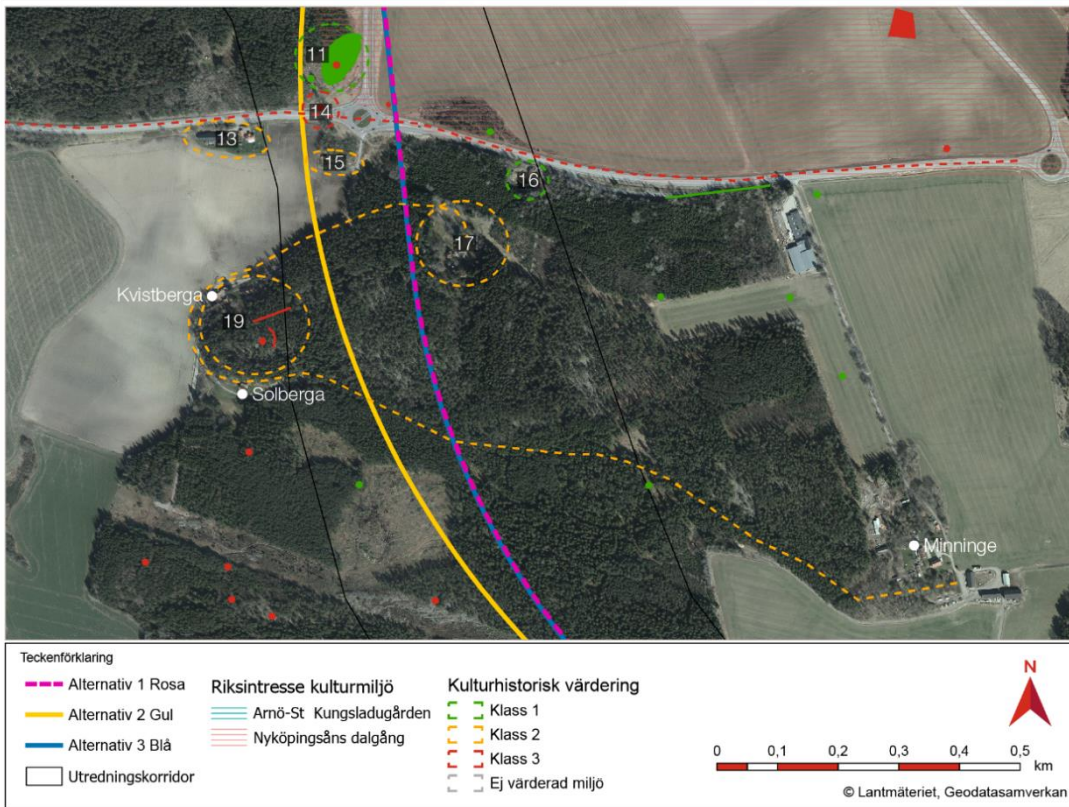 11
14
13
15
16
17
Kvistberga
19
Solberga
Minninge
Teckenförklaring
Alternativ 1 Rosa
Alternativ 2 Gul
Alternativ 3 Blå
Utredningskorridor
Riksintresse kulturmiljö
Arnö-St Kungsladugården
Nyköpingsåns dalgång
Kulturhistorisk värdering
Klass 1
Klass 2
Klass 3
Ej värderad miljö
N
0 0,1 0,2 0,3 0,4 0,5
km
© Lantmäteriet, Geodatasamverkan